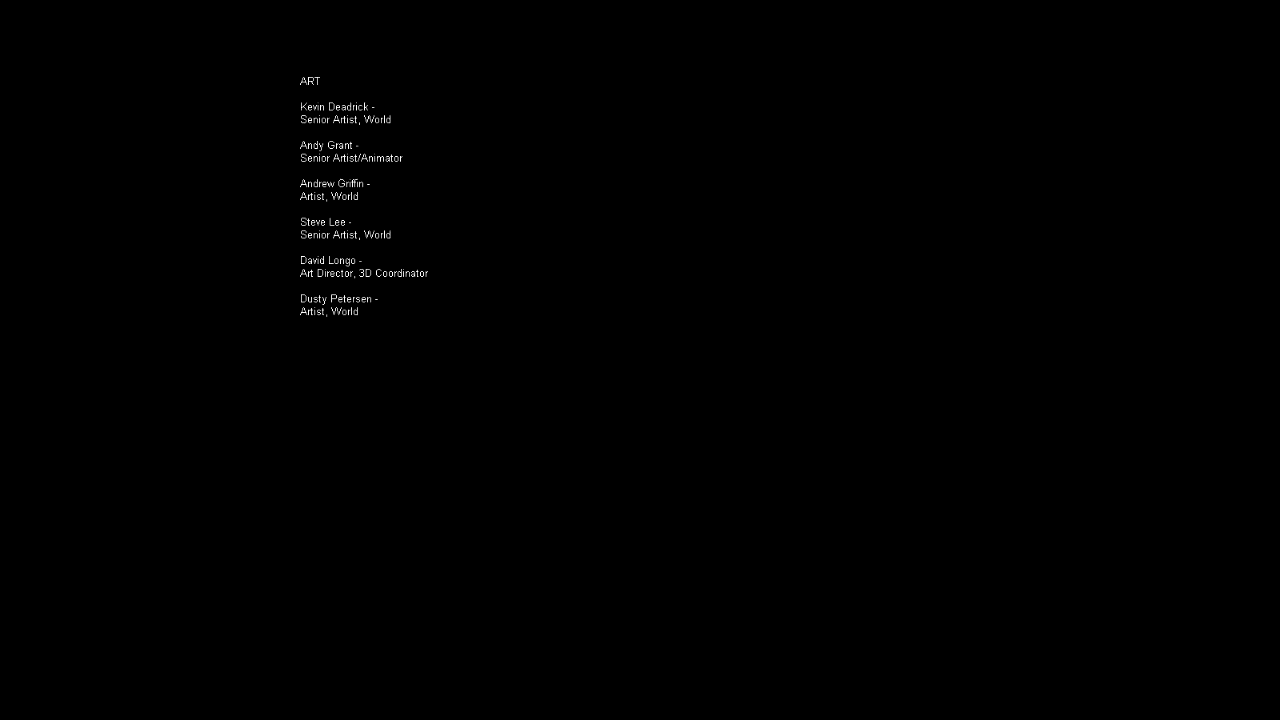 ART
Kevin Deadrick -
Senior Artist, World
Andy Grant -
Senior Artist/Animator
Andrew Griffin -
Artist, World
Steve Lee -
Senior Artist, World
David Longo -
Art Director, 3D Coordinator
Dusty Petersen -
Artist, World